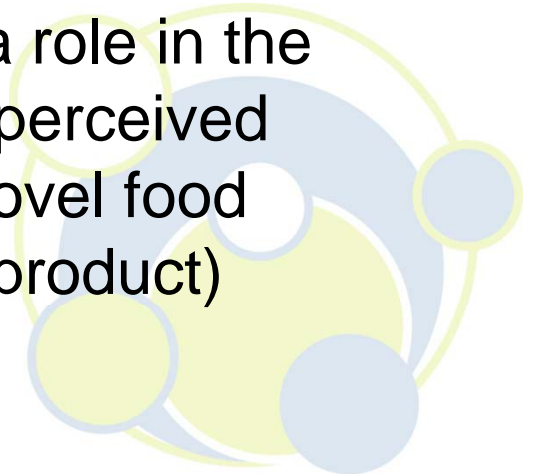 a role in the
perceived
ovel food
product)